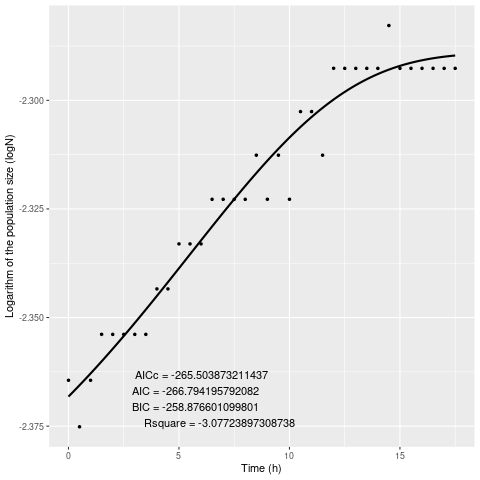 -2.300
-2.325
-2.350
-2.375
Logarithm of the population size (logN)
AICc = -265.503873211437
AIC = -266.794195792082
BIC = -258.876601099801
Rsquare = -3.07723897308738
0
5
10
15
Time (h)